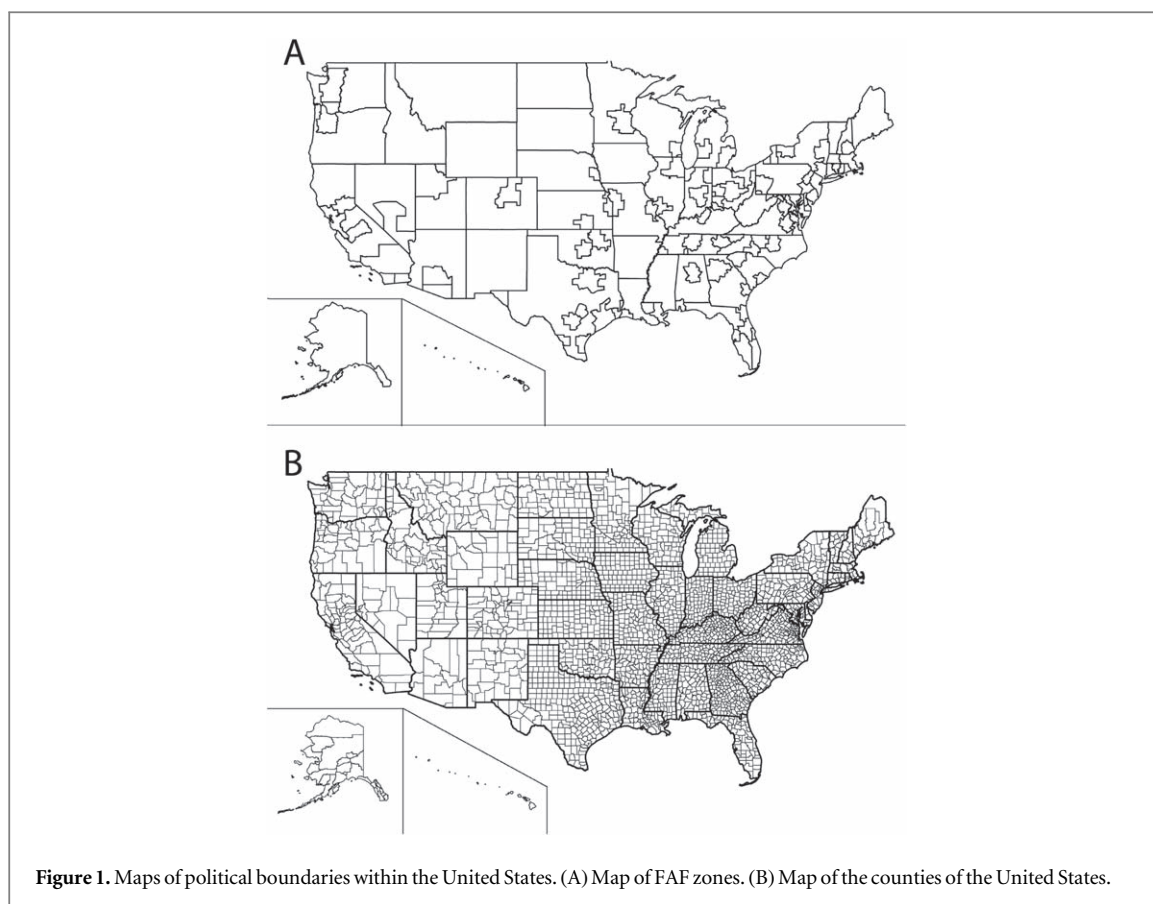 A
B
Figure 1. Maps of political boundaries within the United States. (A) Map of FAF zones. (B) Map of the counties of the United States.